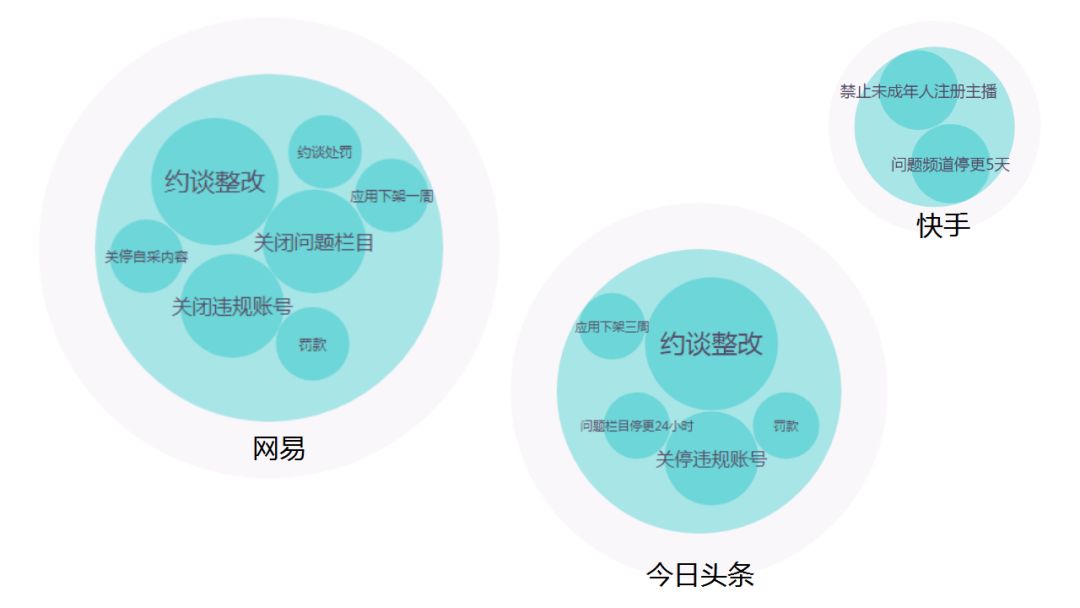 约谈整改
约谈处罚
应用下架一周
关闭问题栏目
关停自采内容
关闭违规账号
罚款
网易
禁止未成年人注册主播
问题频道停更5天
快手
应用下架三周
约谈整改
问题栏目停更24小时
罚款
关停违规账号
今日头条